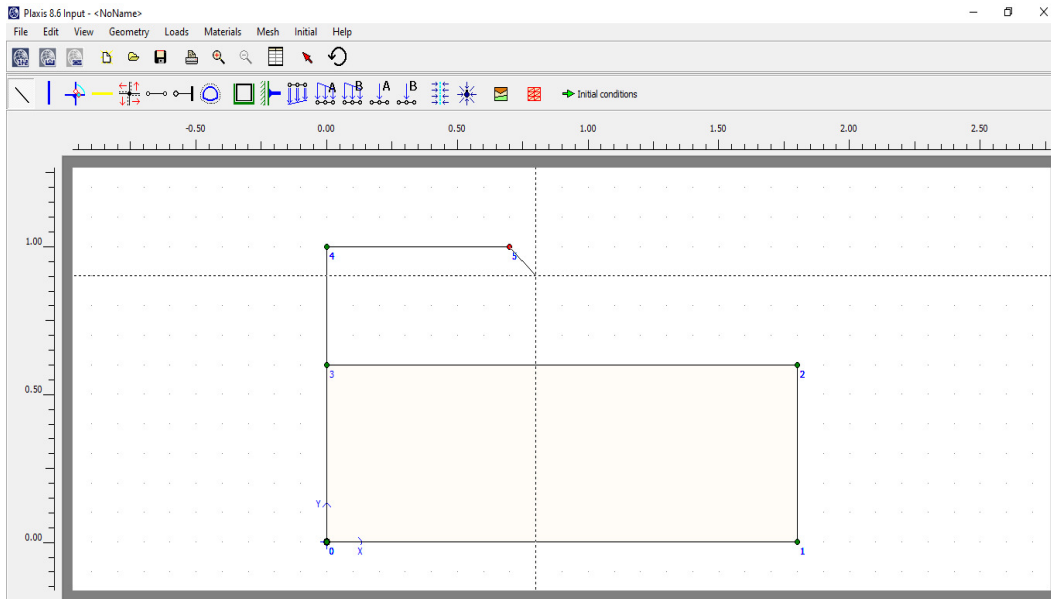 Plaxis 8.6 Input - <NoName>
File Edit View Geometry Loads Materials Mesh Initial Help
A B A B Initial conditions
-0.50 0.00 0.50 1.00 1.50 2.00 2.50
1.00
4 5
3 2
0.50
Y
0.00
0 X 1